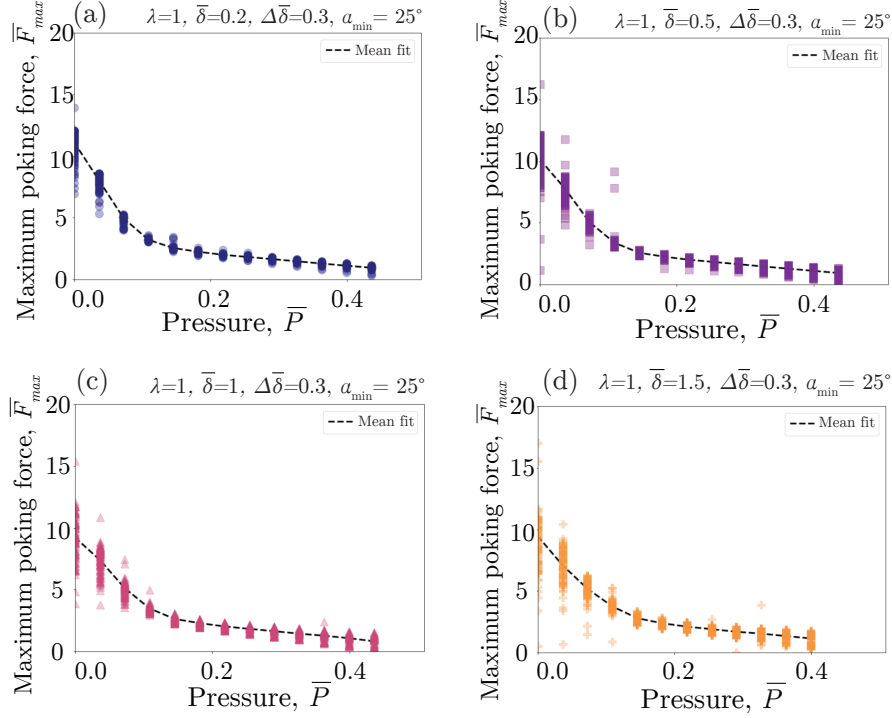 (a) λ=1, δ̅=0.2, Δδ̅=0.3, a_min= 25°
Maximum poking force, F̅_max
20
15
10
5
0
Mean fit
0.0 0.2 0.4
Pressure, P̅
(b) λ=1, δ̅=0.5, Δδ̅=0.3, a_min= 25°
Maximum poking force, F̅_max
20
15
10
5
0
Mean fit
0.0 0.2 0.4
Pressure, P̅
(c) λ=1, δ̅=1, Δδ̅=0.3, a_min= 25°
Maximum poking force, F̅_max
20
15
10
5
0
Mean fit
0.0 0.2 0.4
Pressure, P̅
(d) λ=1, δ̅=1.5, Δδ̅=0.3, a_min= 25°
Maximum poking force, F̅_max
20
15
10
5
0
Mean fit
0.0 0.2 0.4
Pressure, P̅